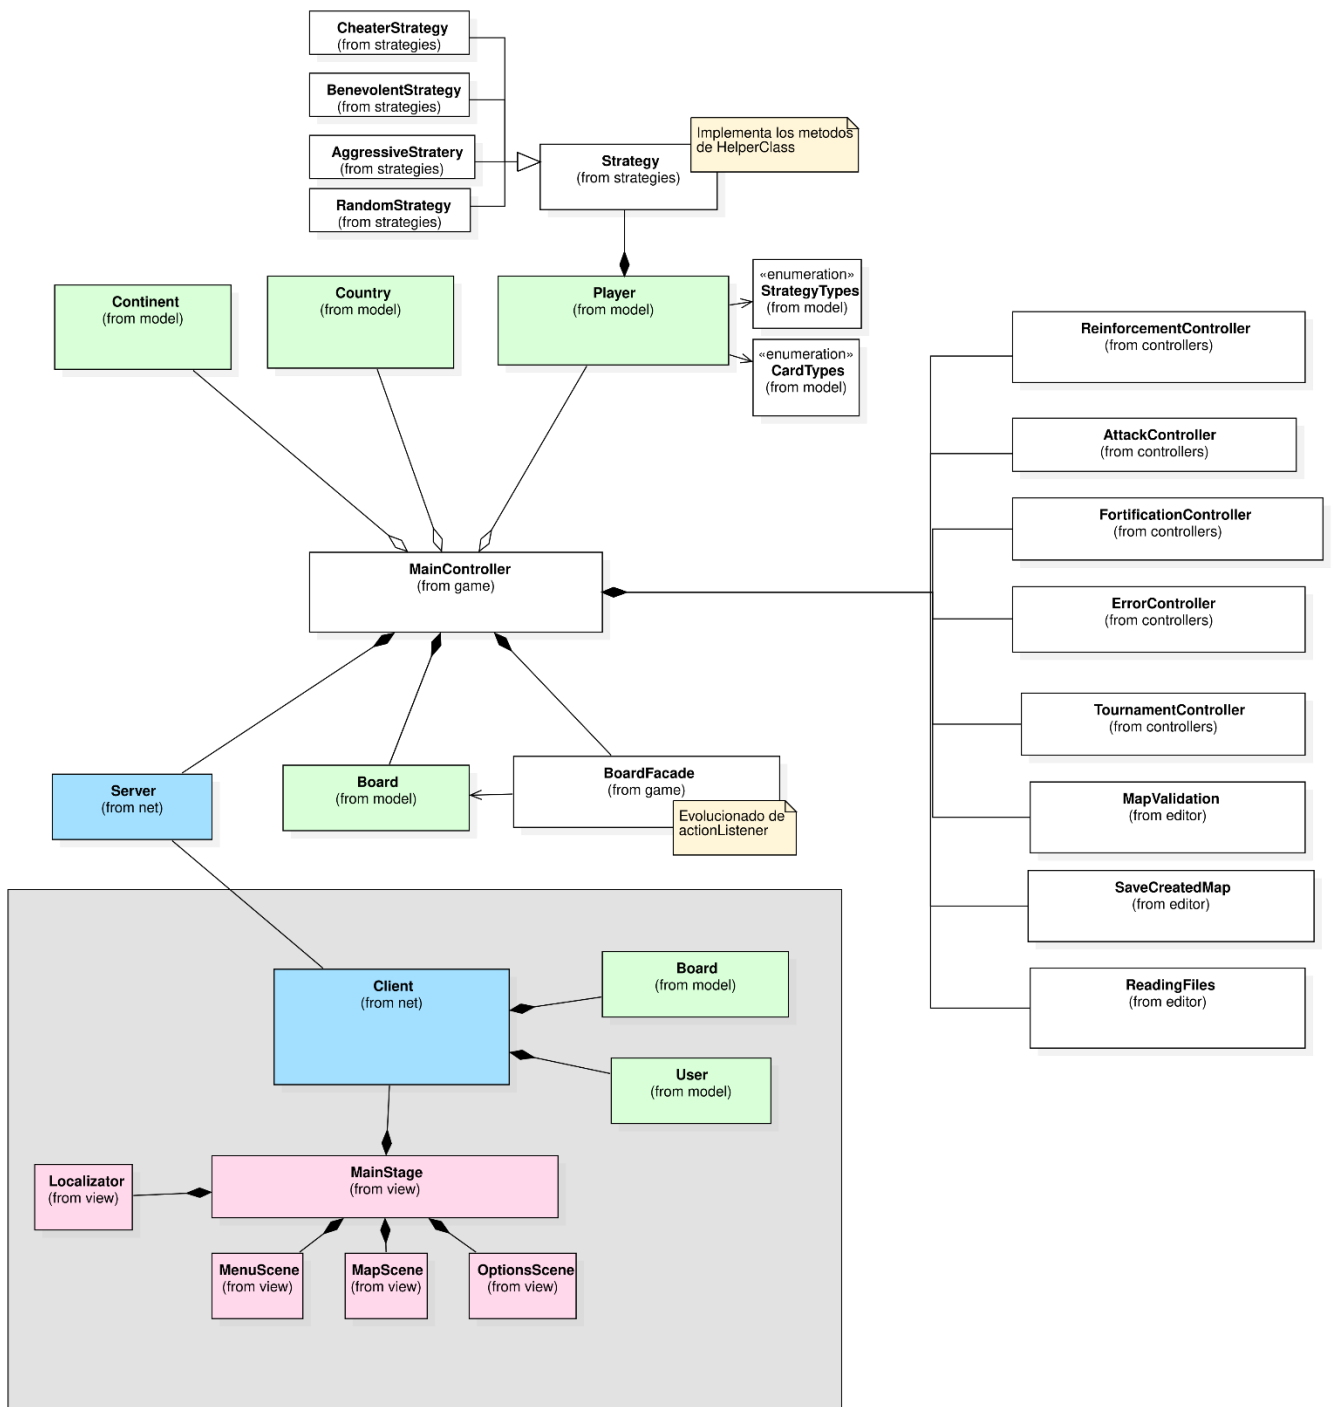 CheaterStrategy
(from strategies)
BenevolentStrategy
(from strategies)
AggressiveStratery
(from strategies)
RandomStrategy
(from strategies)
Strategy
(from strategies)
Implementa los metodos
de HelperClass
Continent
(from model)
Country
(from model)
Player
(from model)
«enumeration»
StrategyTypes
(from model)
«enumeration»
CardTypes
(from model)
ReinforcementController
(from controllers)
AttackController
(from controllers)
FortificationController
(from controllers)
ErrorController
(from controllers)
TournamentController
(from controllers)
MapValidation
(from editor)
SaveCreatedMap
(from editor)
ReadingFiles
(from editor)
MainController
(from game)
Server
(from net)
Board
(from model)
BoardFacade
(from game)
Evolucionado de
actionListener
Client
(from net)
Board
(from model)
User
(from model)
MainStage
(from view)
Localizator
(from view)
MenuScene
(from view)
MapScene
(from view)
OptionsScene
(from view)